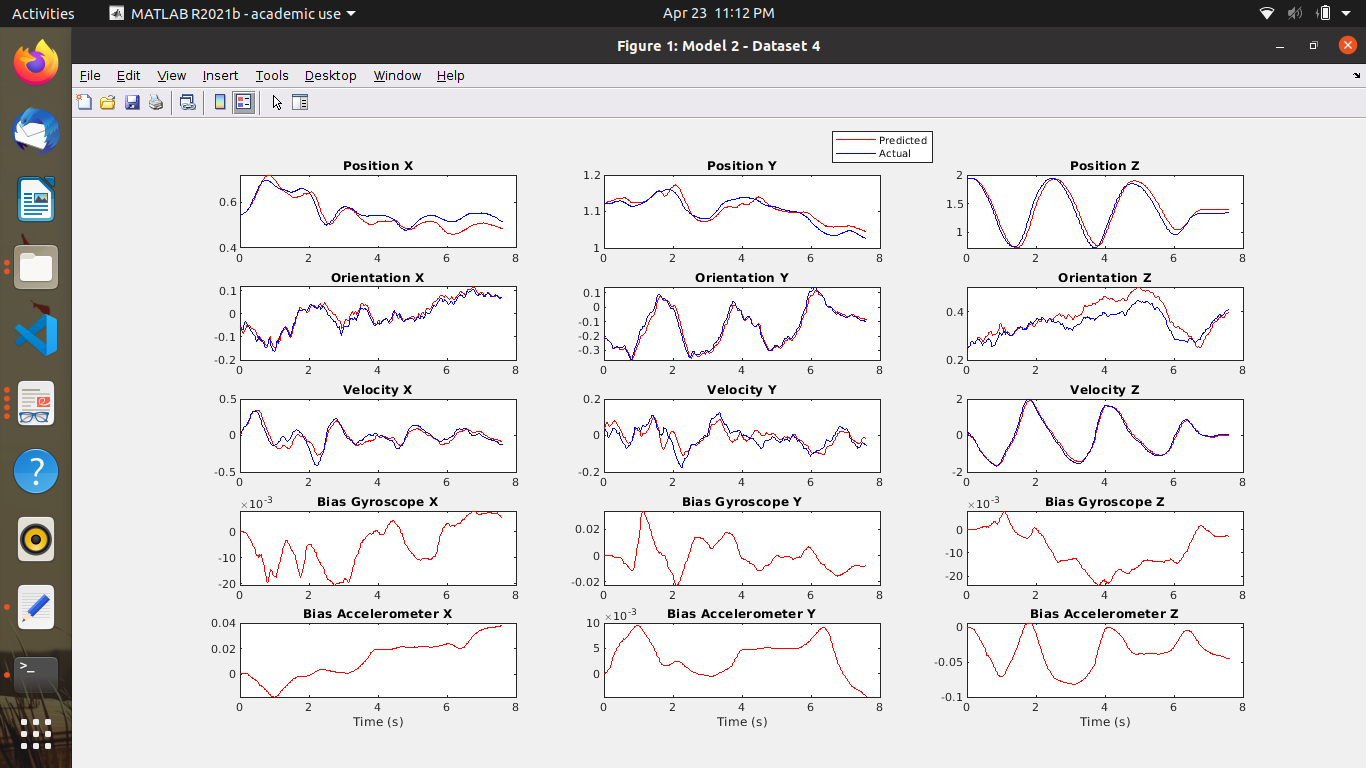 Activities MATLAB R2021b - academic use Apr 23 11:12 PM
Figure 1: Model 2 - Dataset 4
File Edit View Insert Tools Desktop Window Help
Predicted
Actual
Position X
0.6
0.4
0 2 4 6 8
Position Y
1.2
1.1
1
0 2 4 6 8
Position Z
2
1.5
1
0 2 4 6 8
Orientation X
0.1
0
-0.1
-0.2
0 2 4 6 8
Orientation Y
0.1
0
-0.1
-0.2
-0.3
0 2 4 6 8
Orientation Z
0.4
0.2
0 2 4 6 8
Velocity X
0.5
0
-0.5
0 2 4 6 8
Velocity Y
0.2
0
-0.2
0 2 4 6 8
Velocity Z
2
0
-2
0 2 4 6 8
Bias Gyroscope X
×10-3
0
-10
-20
0 2 4 6 8
Bias Gyroscope Y
0.02
0
-0.02
0 2 4 6 8
Bias Gyroscope Z
×10-3
0
-10
-20
0 2 4 6 8
Bias Accelerometer X
0.04
0.02
0
0 2 4 6 8
Time (s)
Bias Accelerometer Y
×10-3
10
5
0
0 2 4 6 8
Time (s)
Bias Accelerometer Z
0
-0.05
-0.1
0 2 4 6 8
Time (s)